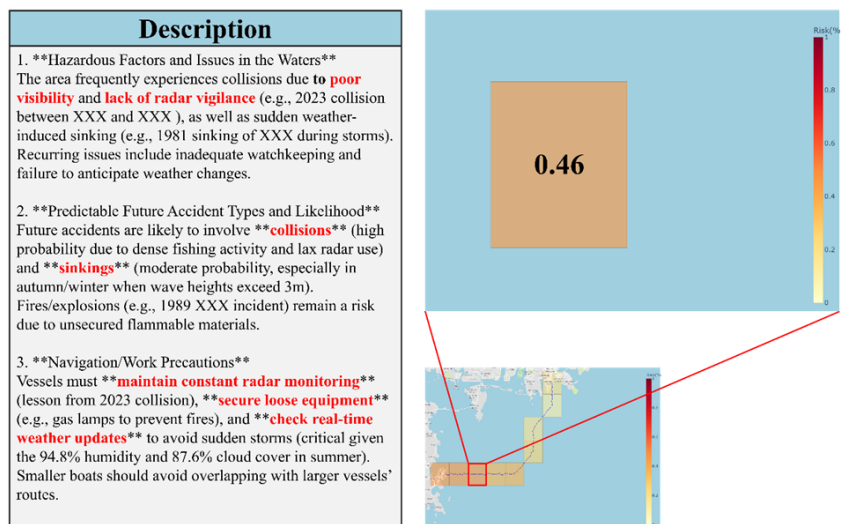 Description
1. **Hazardous Factors and Issues in the Waters**
The area frequently experiences collisions due to poor
visibility and lack of radar vigilance (e.g., 2023 collision
between XXX and XXX ), as well as sudden weather-
induced sinking (e.g., 1981 sinking of XXX during storms).
Recurring issues include inadequate watchkeeping and
failure to anticipate weather changes.
2. **Predictable Future Accident Types and Likelihood**
Future accidents are likely to involve **collisions** (high
probability due to dense fishing activity and lax radar use)
and **sinkings** (moderate probability, especially in
autumn/winter when wave heights exceed 3m).
Fires/explosions (e.g., 1989 XXX incident) remain a risk
due to unsecured flammable materials.
3. **Navigation/Work Precautions**
Vessels must **maintain constant radar monitoring**
(lesson from 2023 collision), **secure loose equipment**
(e.g., gas lamps to prevent fires), and **check real-time
weather updates** to avoid sudden storms (critical given
the 94.8% humidity and 87.6% cloud cover in summer).
Smaller boats should avoid overlapping with larger vessels'
routes.
Risk(%
1
0.8
0.6
0.4
0.2
0
0.46